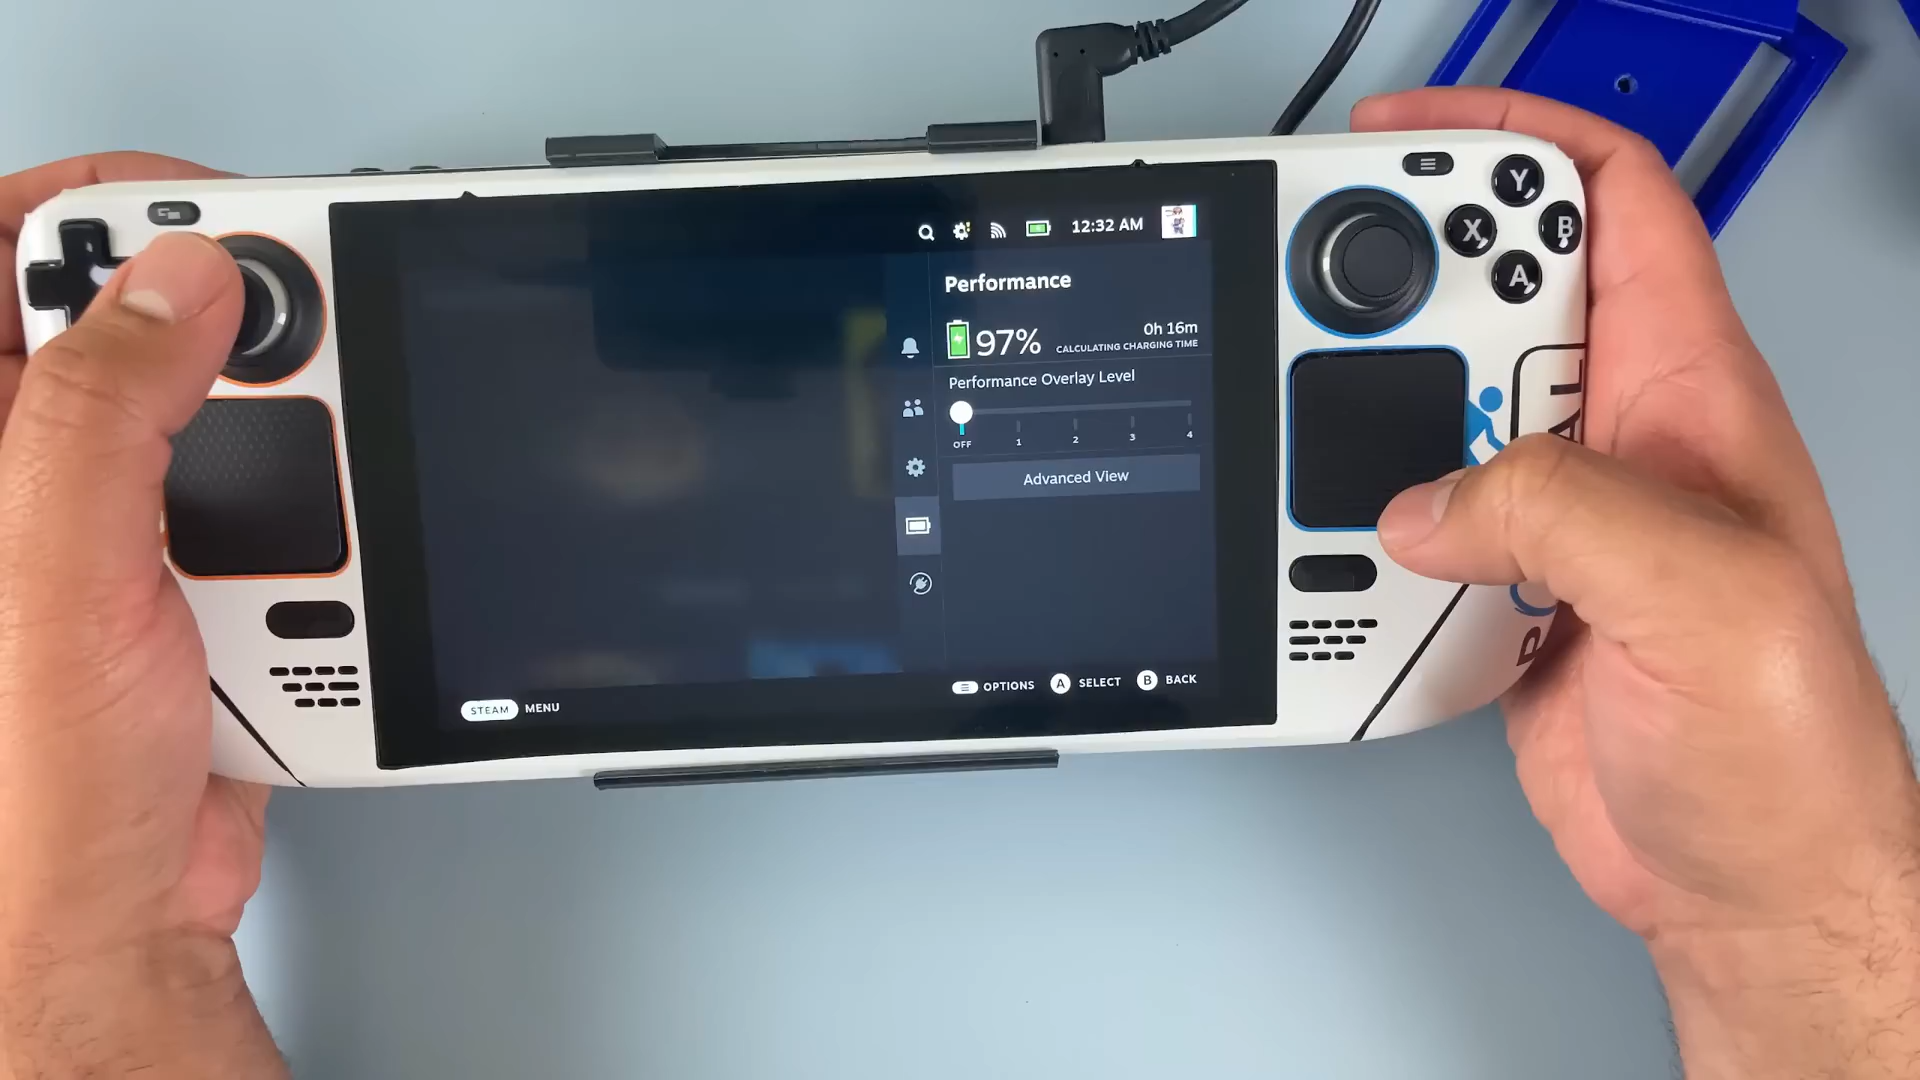 12:32 AM
Performance
97%
0h 16m
CALCULATING CHARGING TIME
Performance Overlay Level
OFF 1 2 3 4
Advanced View
OPTIONS A SELECT B BACK
STEAM MENU
Y
X
B
A